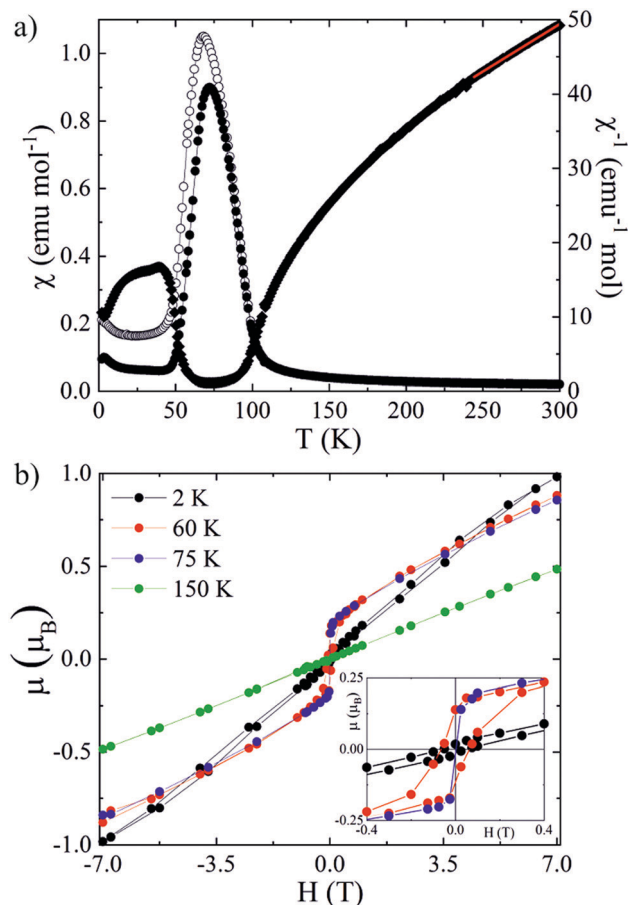 a)
1.0
0.8
0.6
0.4
0.2
0.0
χ (emu mol⁻¹)
50
40
30
20
10
0
χ⁻¹ (emu⁻¹ mol)
0 50 100 150 200 250 300
T (K)
b)
1.0
0.5
0.0
-0.5
-1.0
μ (μ_B)
2 K
60 K
75 K
150 K
0.25
0.00
-0.25
μ (μ_B)
-0.4 0.0 0.4
H (T)
-7.0 -3.5 0.0 3.5 7.0
H (T)